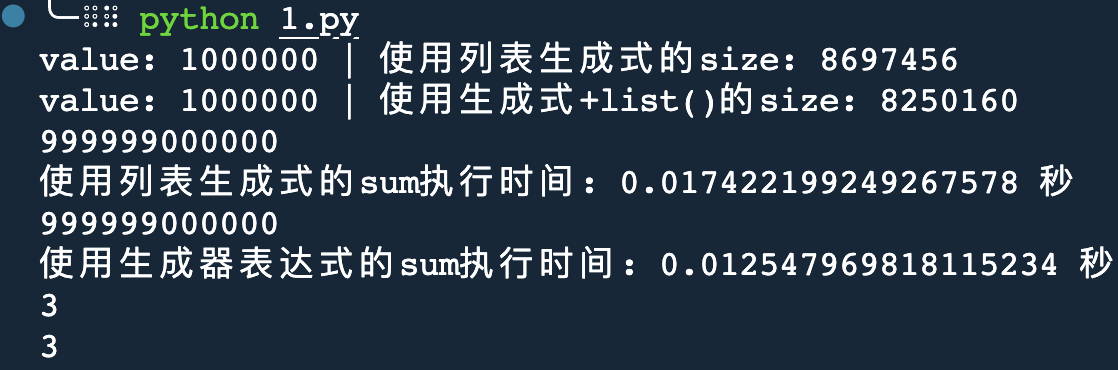 python 1.py
value: 1000000 | 使用列表生成式的size: 8697456
value: 1000000 | 使用生成式+list()的size: 8250160
999999000000
使用列表生成式的sum执行时间: 0.017422199249267578 秒
999999000000
使用生成器表达式的sum执行时间: 0.012547969818115234 秒
3
3